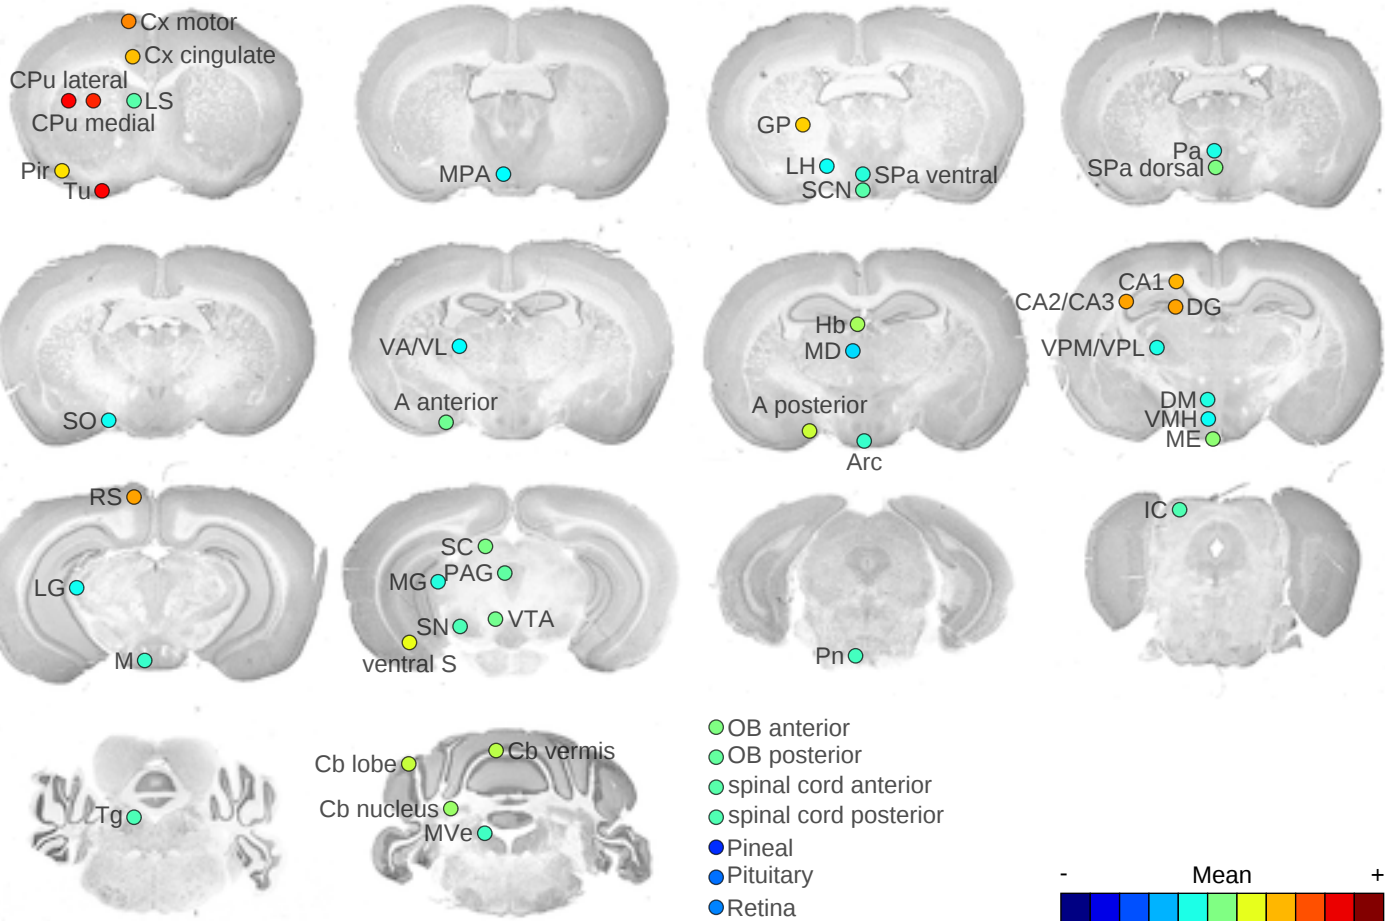 Cx motor
Cx cingulate
CPu lateral
LS
CPu medial
Pir
Tu
MPA
GP
LH
SPa ventral
SCN
Pa
SPa dorsal
SO
VA/VL
A anterior
Hb
MD
A posterior
Arc
CA1
CA2/CA3
DG
VPM/VPL
DM
VMH
ME
RS
LG
M
SC
MG
PAG
SN
VTA
ventral S
Pn
IC
Tg
Cb lobe
Cb vermis
Cb nucleus
MVe
OB anterior
OB posterior
spinal cord anterior
spinal cord posterior
Pineal
Pituitary
Retina
- Mean +